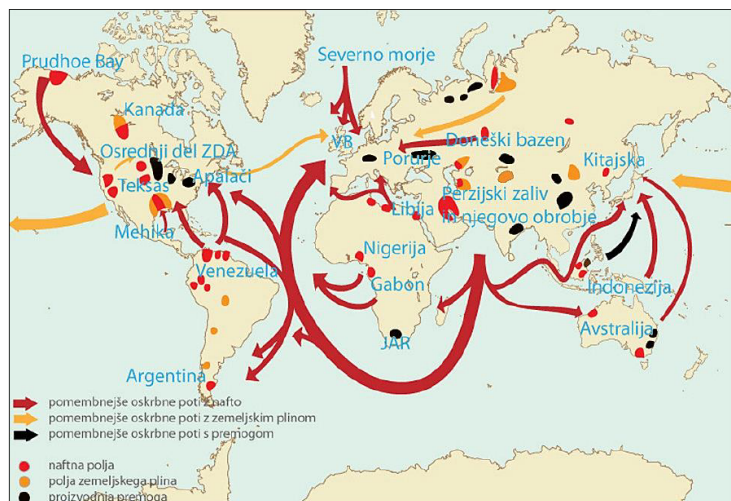 Severno morje
Prudhoe Bay
Kanada
VB
Doneški bazen
Osrednji del ZDA
Porurje
Kitajska
Teksas
Apalači
Perzijski zaliv
in njegovo obrobje
Libija
Mehika
Nigerija
Venezuela
Gabon
Indonezija
Avstralija
JAR
Argentina
pomembnejše oskrbne poti z nafto
pomembnejše oskrbne poti z zemeljskim plinom
pomembnejše oskrbne poti s premogom
naftna polja
polja zemeljskega plina
proizvodnja premoga